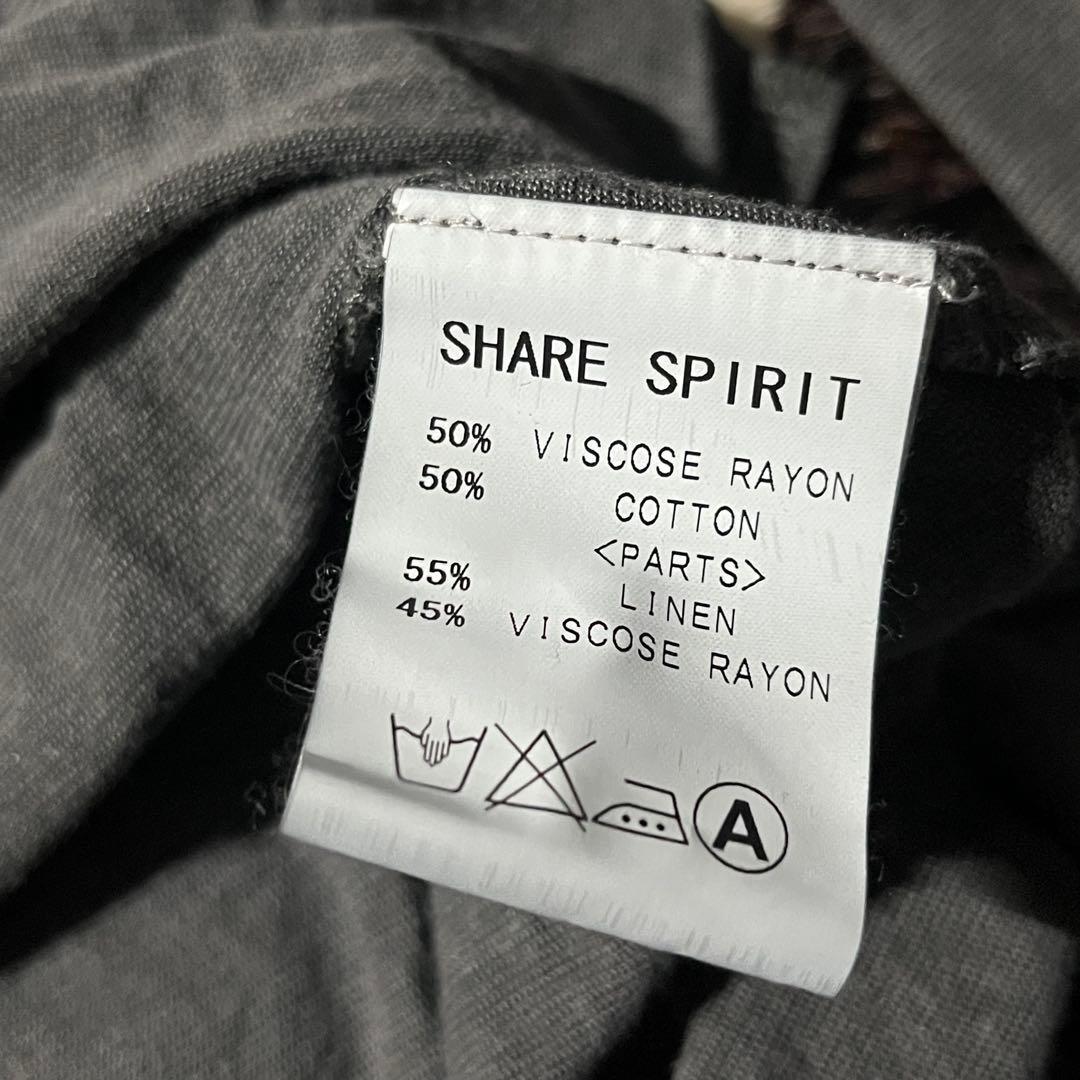 SHARE SPIRIT
50% VISCOSE RAYON
50% COTTON
<PARTS>
55% LINEN
45% VISCOSE RAYON
A